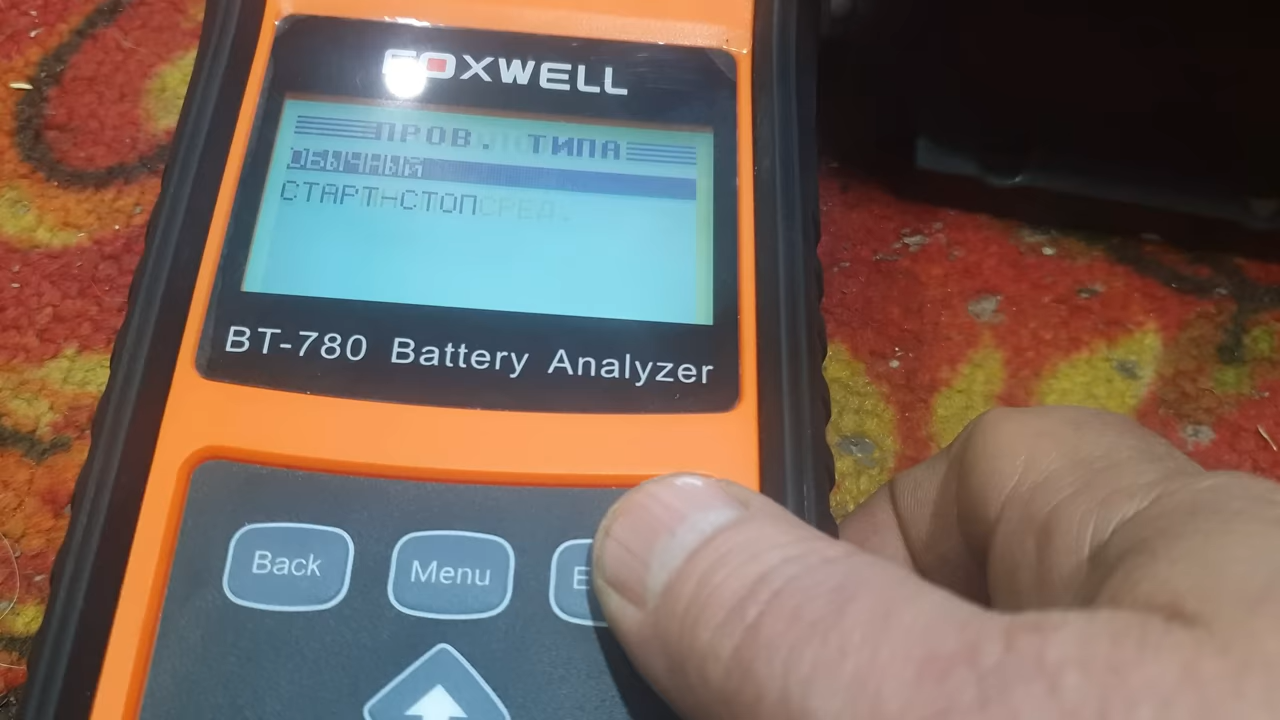 FOXWELL
ПРОВ. ТИПА
ОБЫЧНЫЙ
СТАРТ-СТОП
BT-780 Battery Analyzer
Back Menu